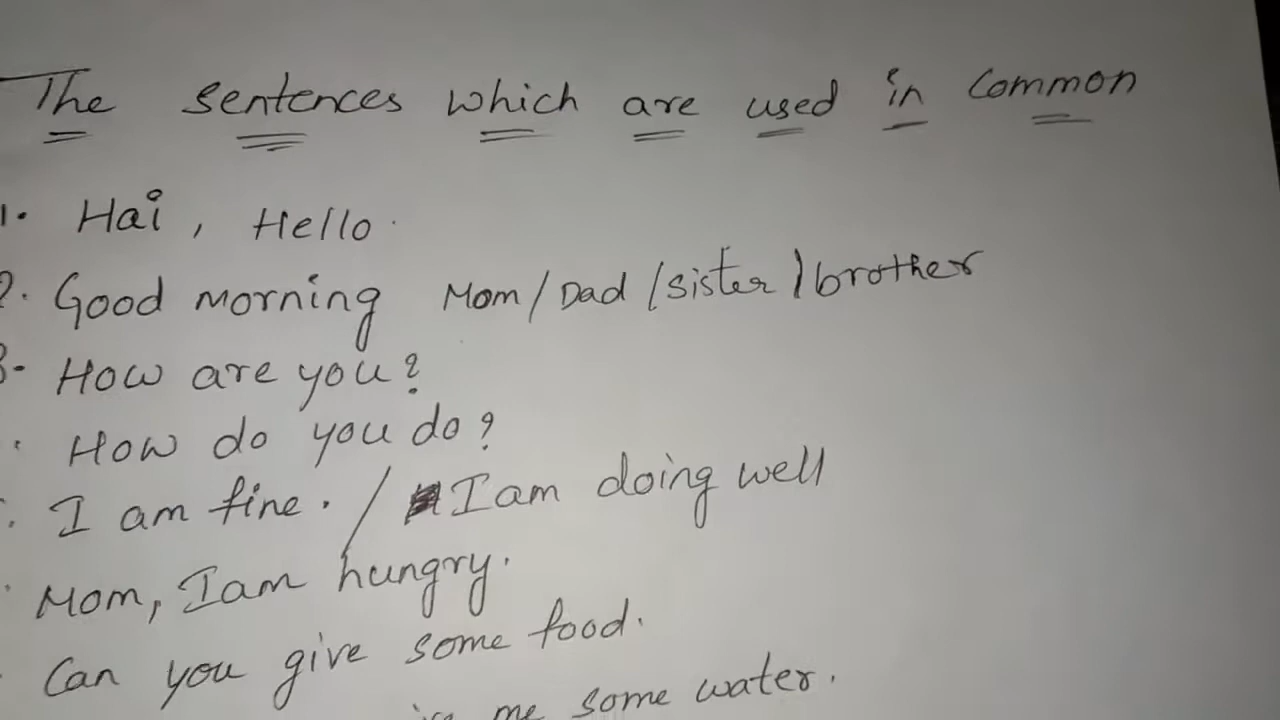 The sentences which are used in common
1. Hai, Hello.
2. Good morning Mom/Dad/sister/brother
3. How are you?
How do you do?
I am fine. / I am doing well
Mom, I am hungry.
Can you give some food.
me some water.